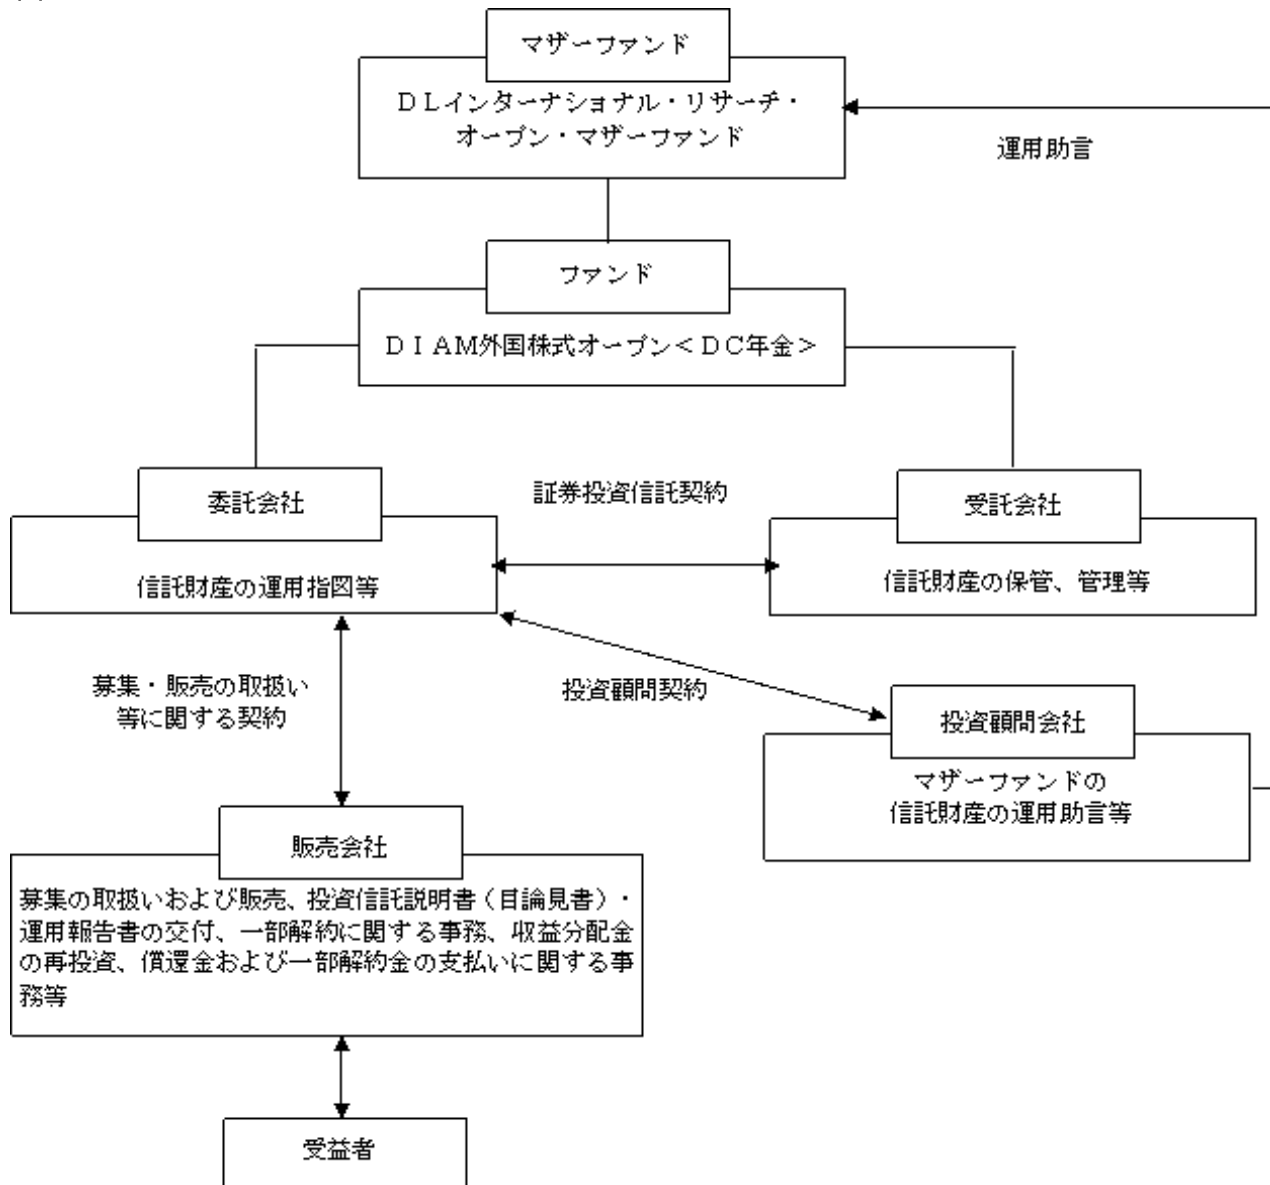 マザーファンド
ＤＬインターナショナル・リサーチ・
オープン・マザーファンド
運用助言
ファンド
ＤＩＡＭ外国株式オープン＜ＤＣ年金＞
委託会社
証券投資信託契約
受託会社
信託財産の運用指図等
信託財産の保管、管理等
募集・販売の取扱い
等に関する契約
投資顧問契約
投資顧問会社
マザーファンドの
信託財産の運用助言等
販売会社
募集の取扱いおよび販売、投資信託説明書（目論見書）・
運用報告書の交付、一部解約に関する事務、収益分配金
の再投資、償還金および一部解約金の支払いに関する事
務等
受益者